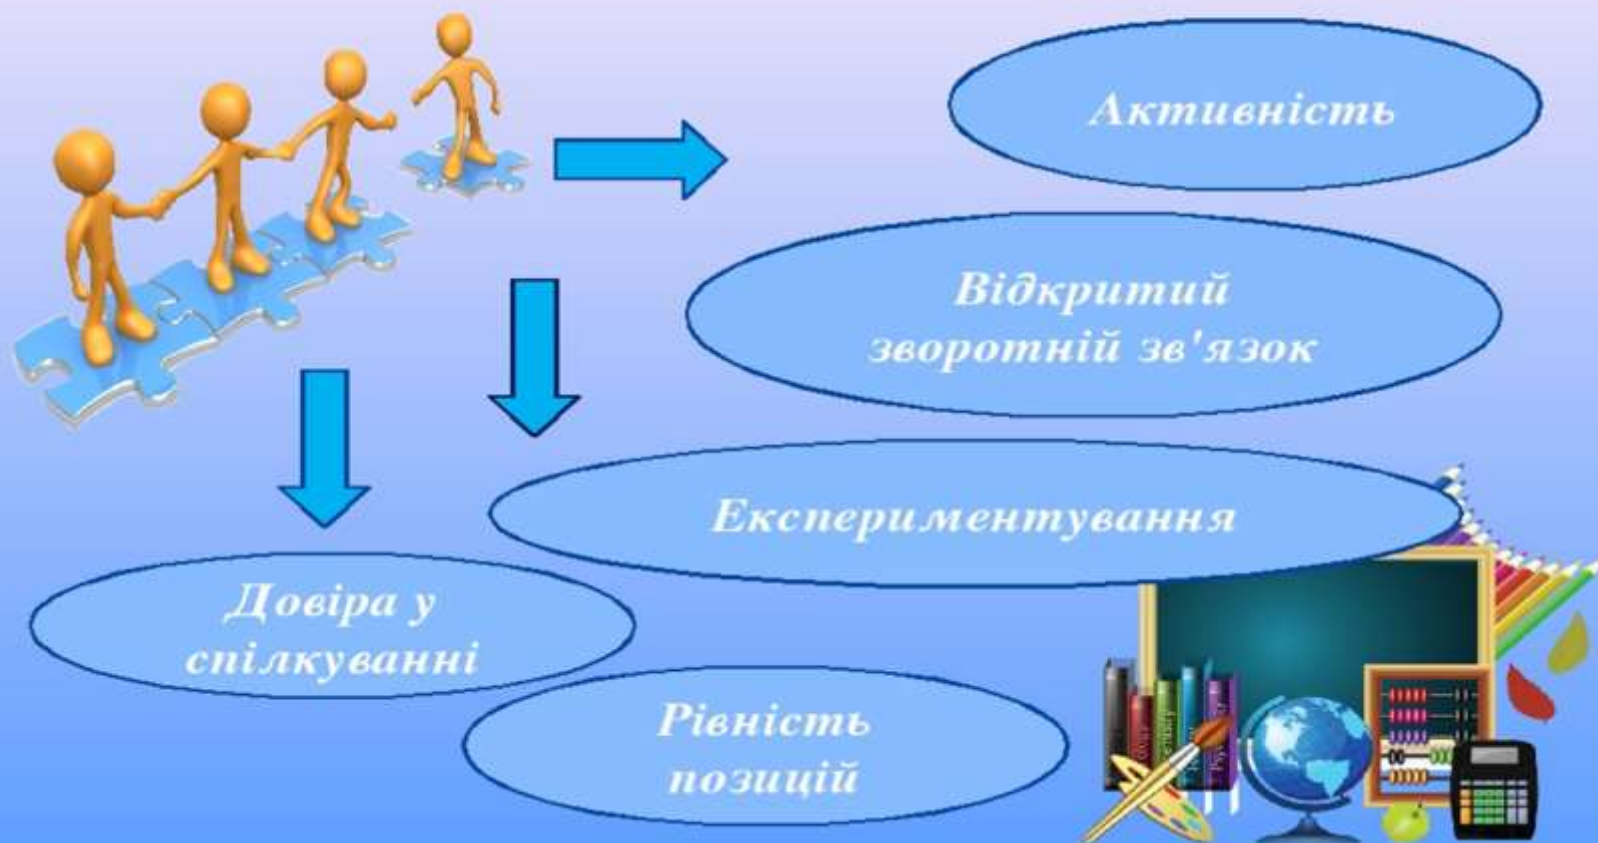 Активність
Відкритий
зворотній зв'язок
Експериментування
Довіра у
спілкуванні
Рівність
позицій